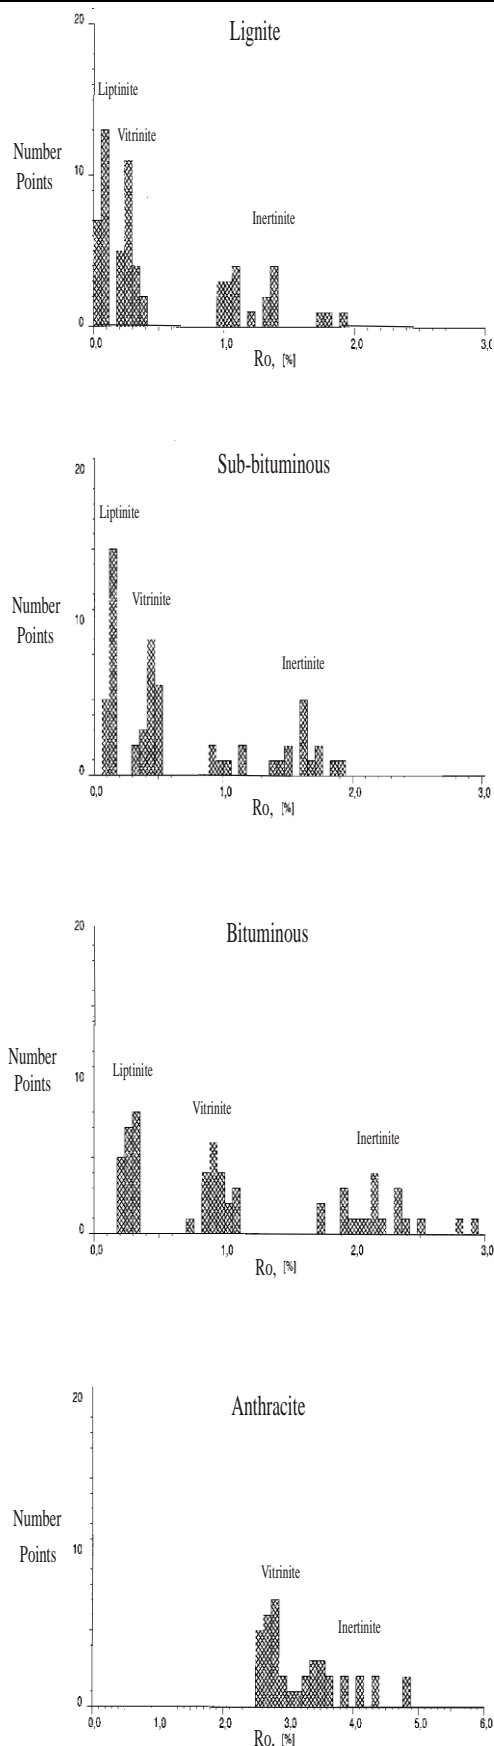 20
Lignite
Liptinite
Vitrinite
Number
Points
10
Inertinite
0
0,0 1,0 2,0 3,0
Ro, [%]
Sub-bituminous
20
Liptinite
Vitrinite
Number
Points
10
Inertinite
0
0,0 1,0 2,0 3,0
Ro, [%]
20
Bituminous
Number
Points
Liptinite
10
Vitrinite
Inertinite
0
0,0 1,0 2,0 3,0
Ro, [%]
20
Anthracite
Number
Points
10
Vitrinite
Inertinite
0
0,0 1,0 2,0 3,0 4,0 5,0 6,0
Ro, [%]